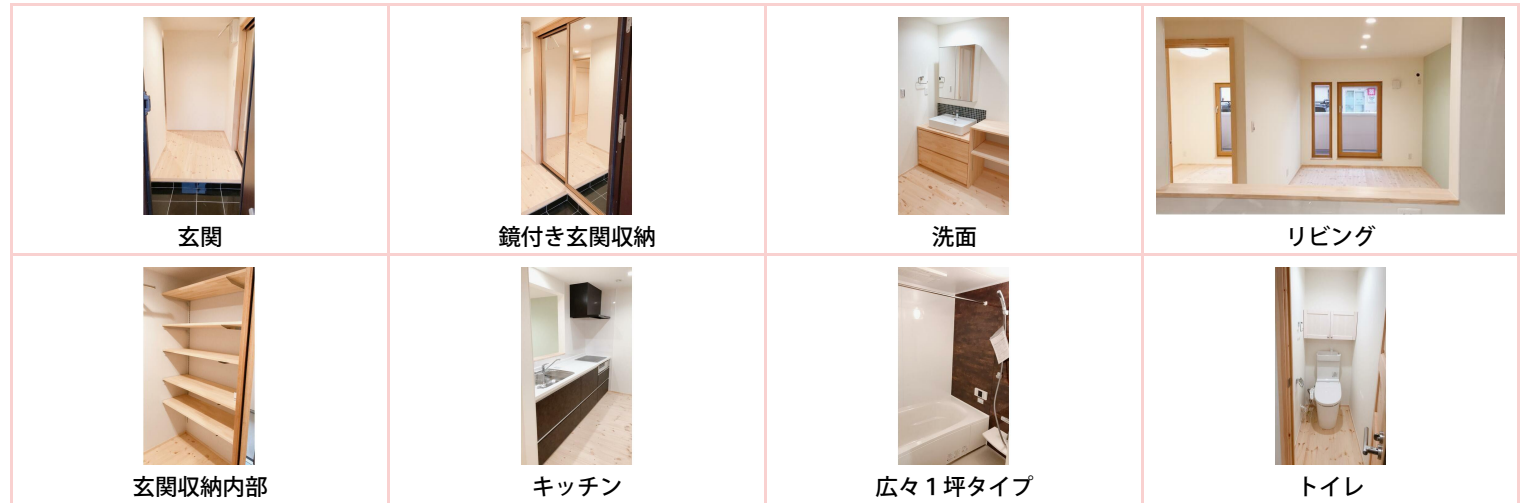 玄関
鏡付き玄関収納
洗面
リビング
玄関収納内部
キッチン
広々１坪タイプ
トイレ